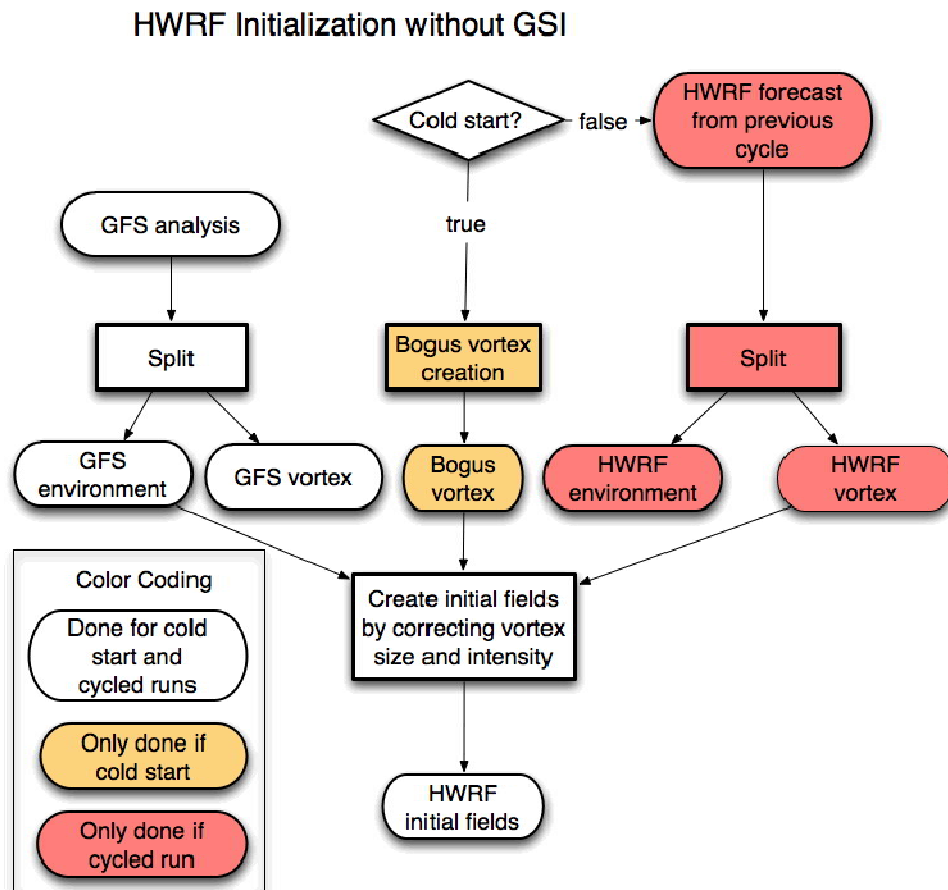 HWRF Initialization without GSI
Cold start?
false
HWRF forecast
from previous
cycle
true
GFS analysis
Split
Bogus vortex
creation
Split
GFS
environment
GFS vortex
Bogus
vortex
HWRF
environment
HWRF
vortex
Create initial fields
by correcting vortex
size and intensity
HWRF
initial fields
Color Coding
Done for cold
start and
cycled runs
Only done if
cold start
Only done if
cycled run